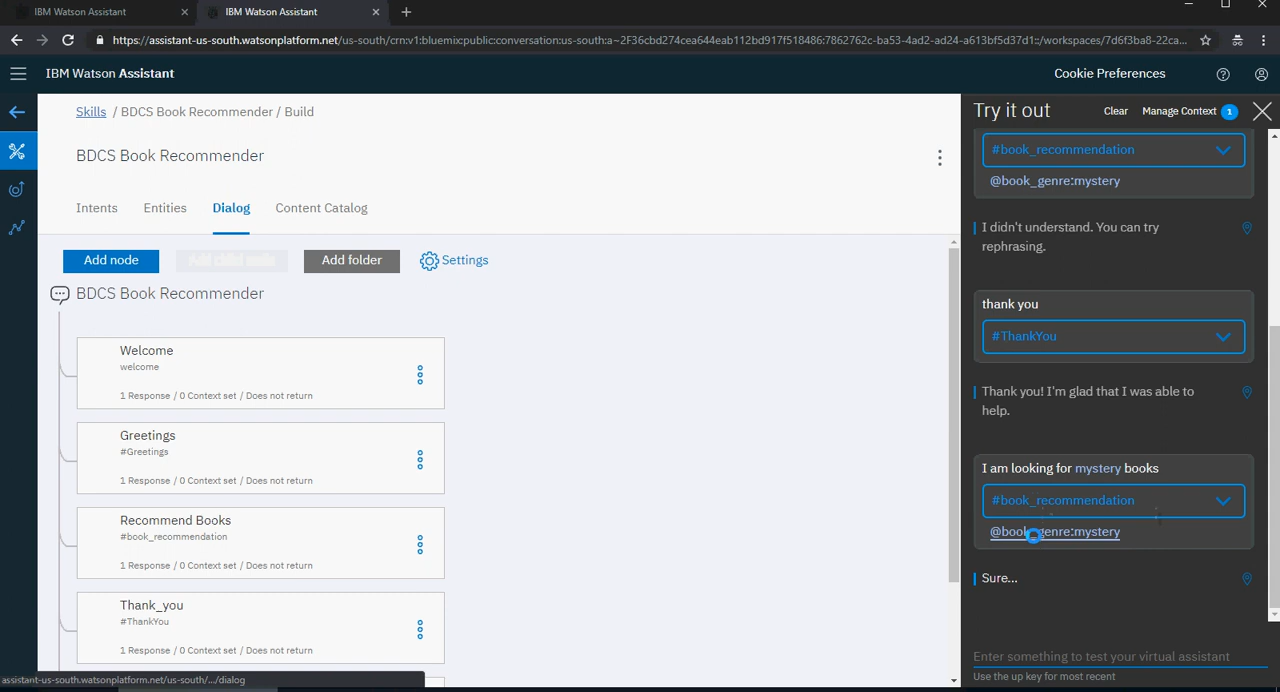 IBM Watson Assistant
IBM Watson Assistant
https://assistant-us-south.watsonplatform.net/us-south/crn:v1:bluemix:public:conversation:us-south:a~2F36cbd274cea644eab112bd917f518486:7862762c-ba53-4ad2-ad24-a613bf5d37d1::/workspaces/7d6f3ba8-22ca...
IBM Watson Assistant
Cookie Preferences
Skills / BDCS Book Recommender / Build
BDCS Book Recommender
Intents Entities Dialog Content Catalog
Add node
Add child node
Add folder
Settings
BDCS Book Recommender
Welcome
welcome
1 Response / 0 Context set / Does not return
Greetings
#Greetings
1 Response / 0 Context set / Does not return
Recommend Books
#book_recommendation
1 Response / 0 Context set / Does not return
Thank_you
#ThankYou
1 Response / 0 Context set / Does not return
assistant-us-south.watsonplatform.net/us-south/.../dialog
Try it out
Clear
Manage Context 1
#book_recommendation
@book_genre:mystery
I didn't understand. You can try
rephrasing.
thank you
#ThankYou
Thank you! I'm glad that I was able to
help.
I am looking for mystery books
#book_recommendation
@book_genre:mystery
Sure...
Enter something to test your virtual assistant
Use the up key for most recent